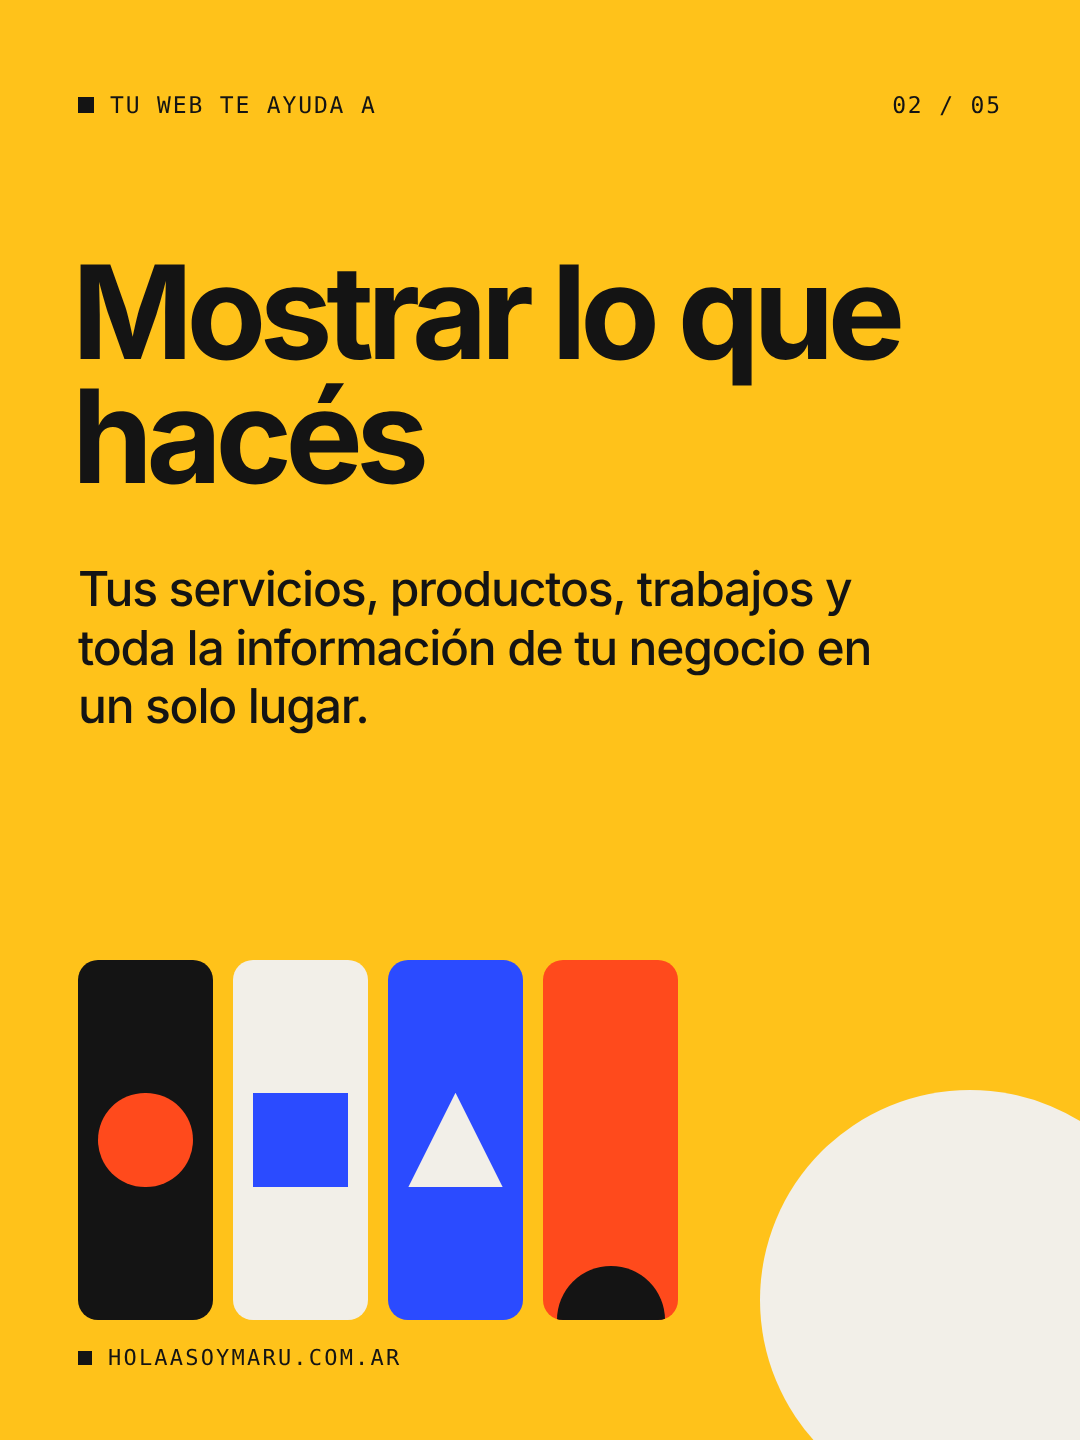 TU WEB TE AYUDA A
02 / 05
Mostrar lo que
hacés
Tus servicios, productos, trabajos y
toda la información de tu negocio en
un solo lugar.
HOLAASOYMARU.COM.AR